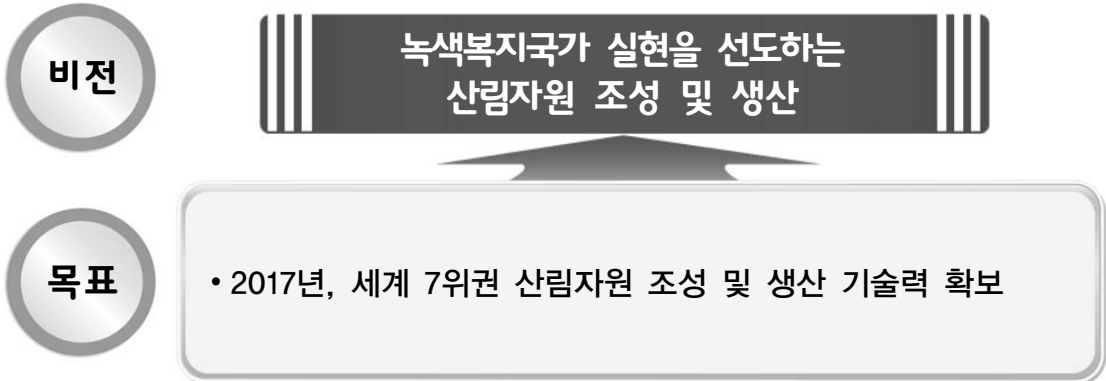 비전
녹색복지국가 실현을 선도하는
산림자원 조성 및 생산
목표
• 2017년, 세계 7위권 산림자원 조성 및 생산 기술력 확보